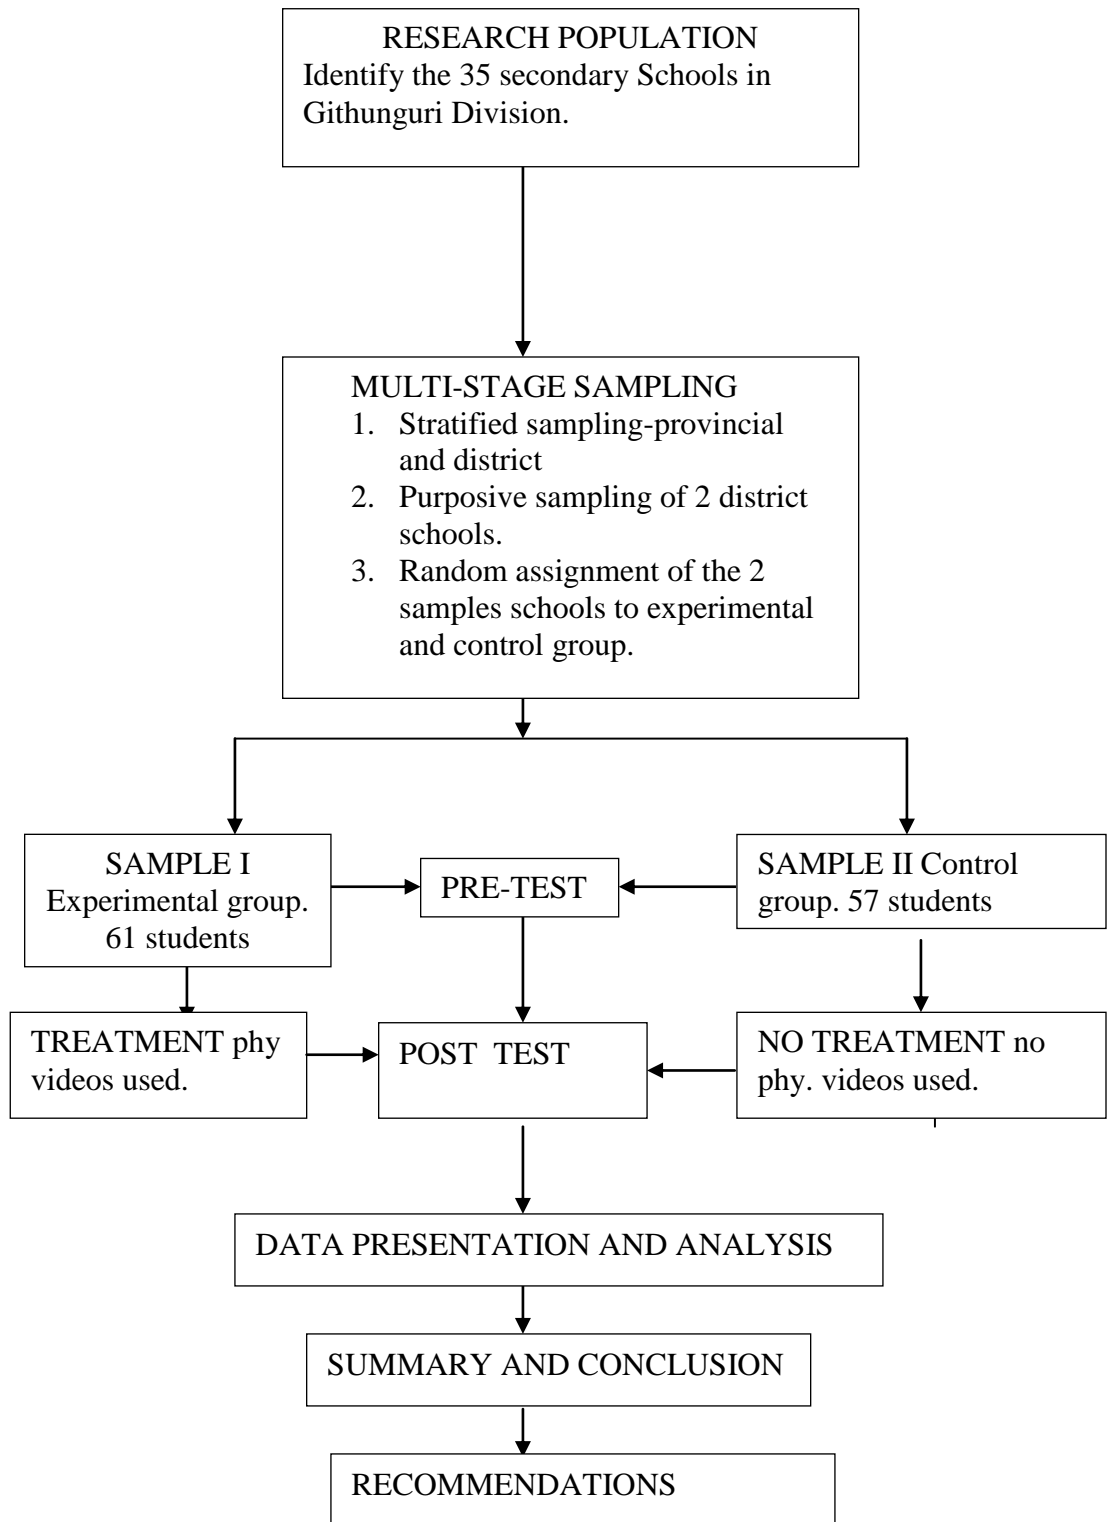 RESEARCH POPULATION
Identify the 35 secondary Schools in
Githunguri Division.
MULTI-STAGE SAMPLING
1. Stratified sampling-provincial
and district
2. Purposive sampling of 2 district
schools.
3. Random assignment of the 2
samples schools to experimental
and control group.
SAMPLE I
Experimental group.
61 students
PRE-TEST
SAMPLE II Control
group. 57 students
TREATMENT phy
videos used.
POST TEST
NO TREATMENT no
phy. videos used.
DATA PRESENTATION AND ANALYSIS
SUMMARY AND CONCLUSION
RECOMMENDATIONS